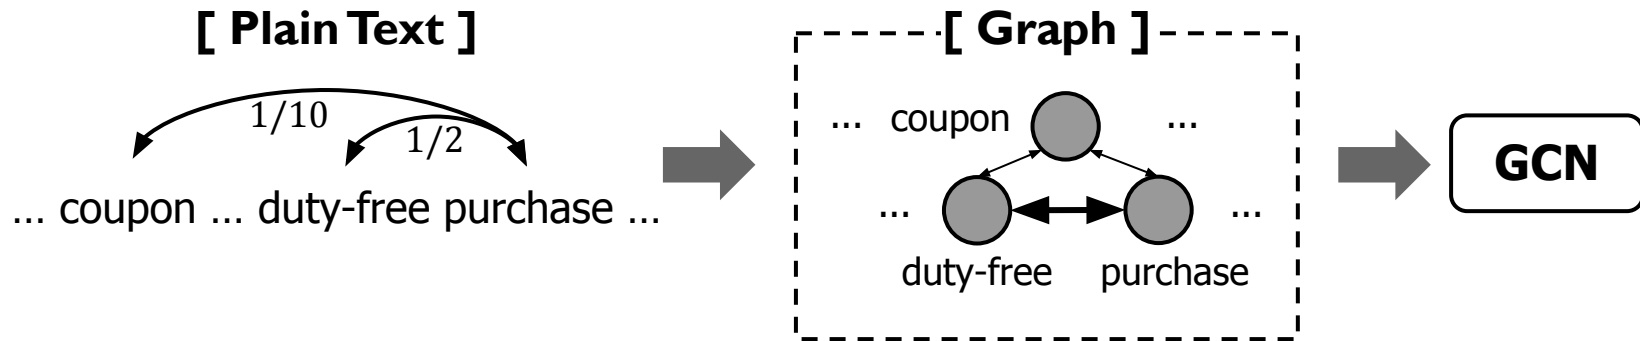 [ Plain Text ]
1/10
1/2
... coupon ... duty-free purchase ...
[ Graph ]
... coupon ...
... ...
duty-free purchase
GCN